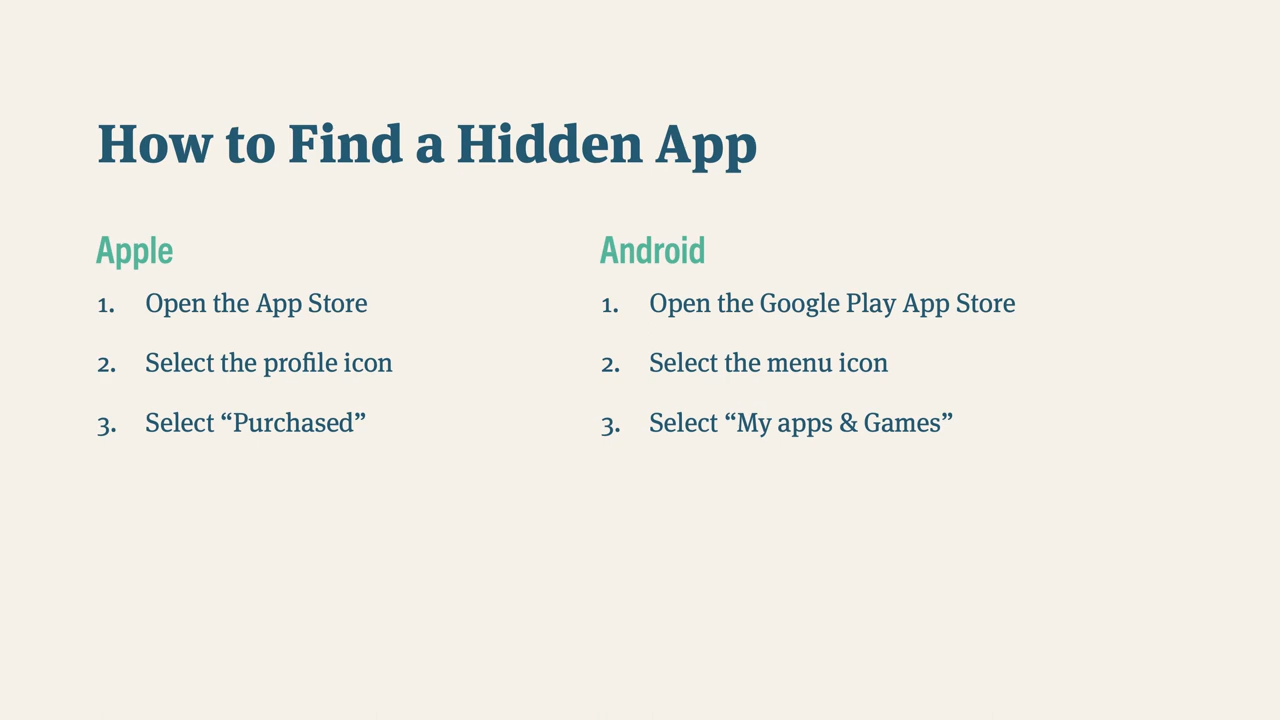 How to Find a Hidden App
Apple
1. Open the App Store
2. Select the profile icon
3. Select “Purchased”
Android
1. Open the Google Play App Store
2. Select the menu icon
3. Select “My apps & Games”